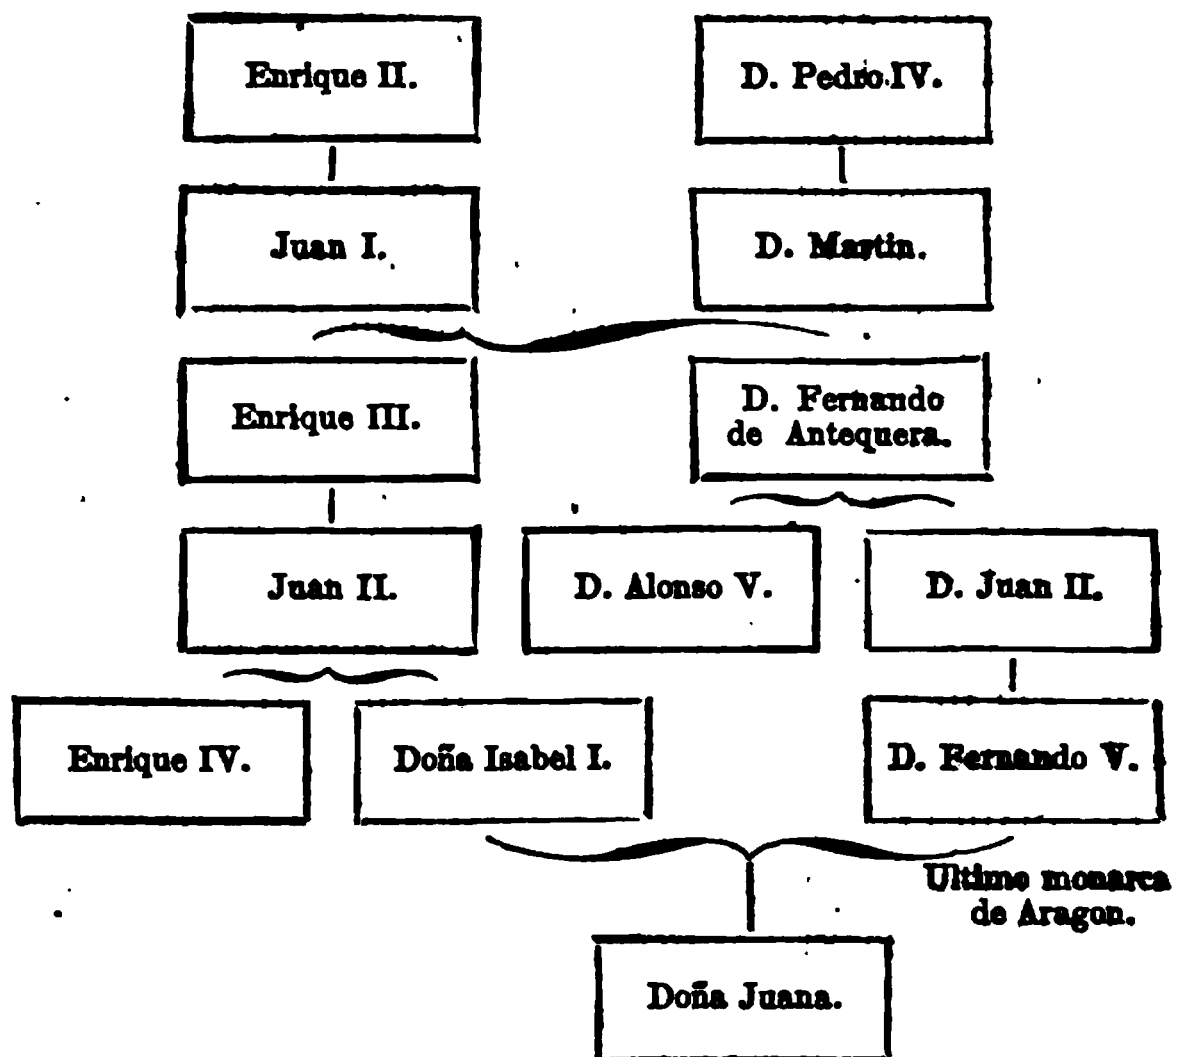 Enrique II.
D. Pedro IV.
Juan I.
D. Martin.
Enrique III.
D. Fernando
de Antequera.
Juan II.
D. Alonso V.
D. Juan II.
Enrique IV.
Doña Isabel I.
D. Fernando V.
Ultimo monarca
de Aragon.
Doña Juana.